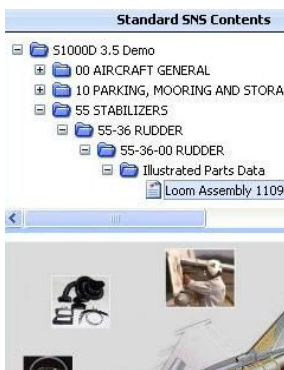 Standard SNS Contents
S1000D 3.5 Demo
00 AIRCRAFT GENERAL
10 PARKING, MOORING AND STORA
55 STABILIZERS
55-36 RUDDER
55-36-00 RUDDER
Illustrated Parts Data
Loom Assembly 1109